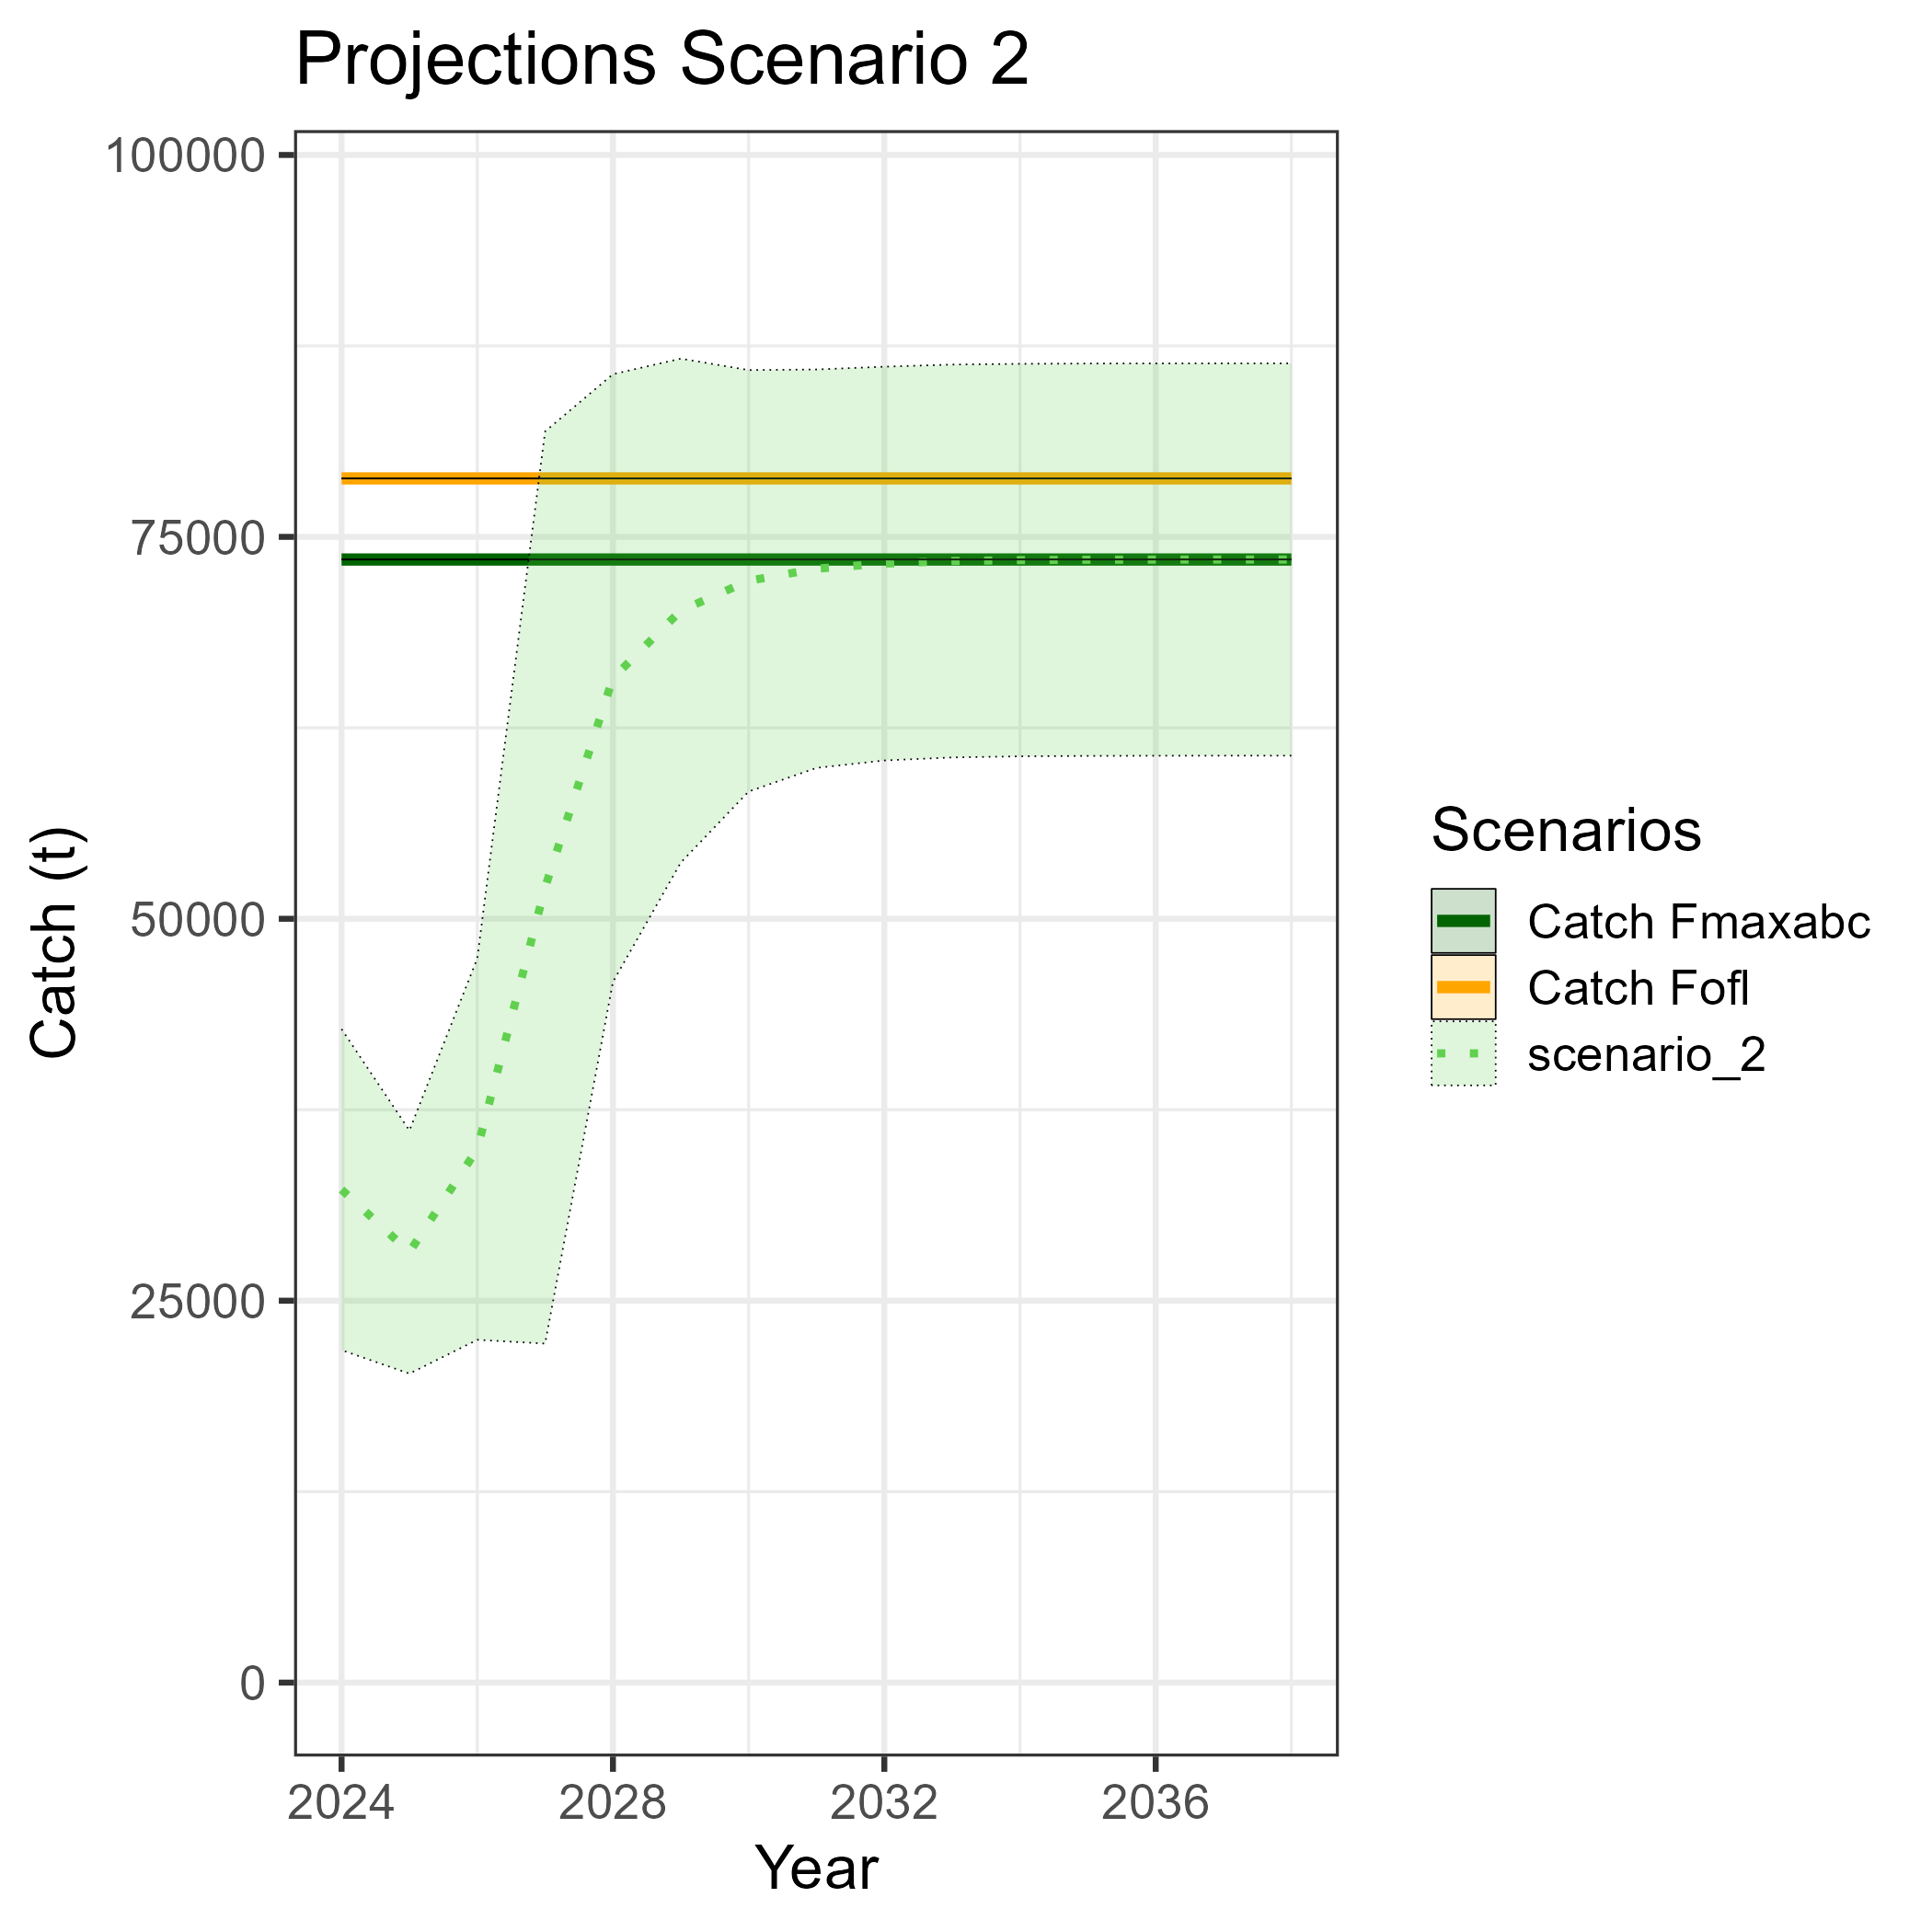 Projections Scenario 2
100000
75000
50000
25000
0
Catch (t)
2024 2028 2032 2036
Year
Scenarios
Catch Fmaxabc
Catch Fofl
scenario_2